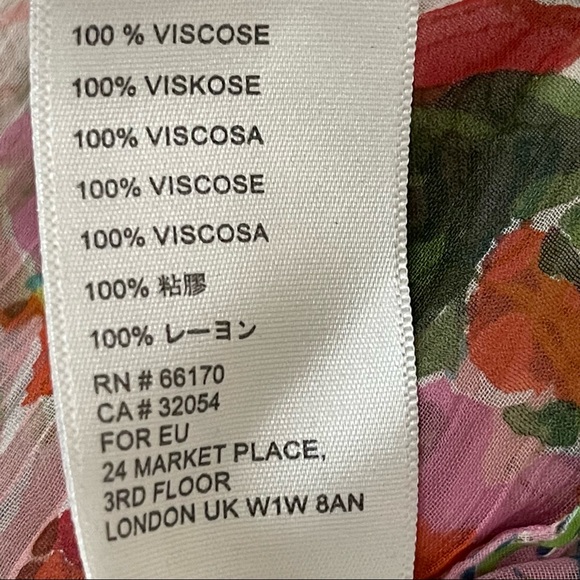 100 % VISCOSE
100% VISKOSE
100% VISCOSA
100% VISCOSE
100% VISCOSA
100% 粘膠
100% レーヨン
RN # 66170
CA # 32054
FOR EU
24 MARKET PLACE,
3RD FLOOR
LONDON UK W1W 8AN